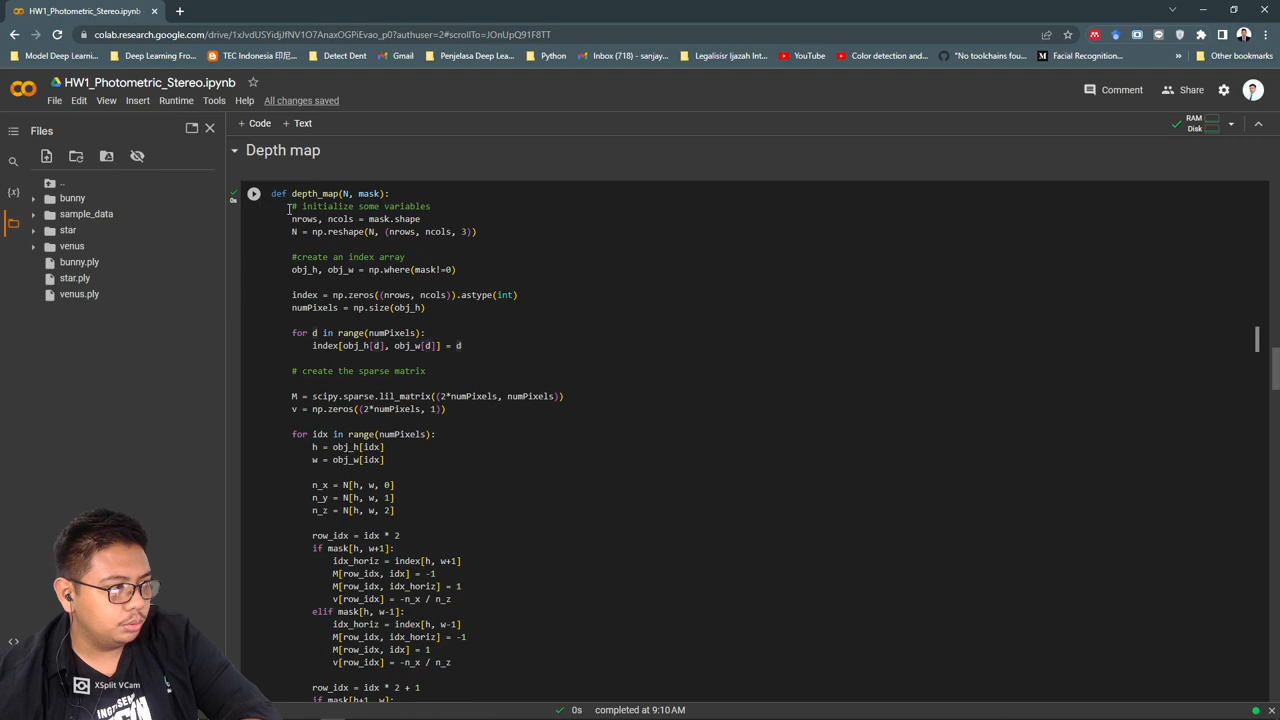 HW1_Photometric_Stereo.ipynb
colab.research.google.com/drive/1xJvdUSYidjJfNV1O7AnaxOGPiEvao_p0?authuser=2#scrollTo=JOnUpQ91F8TT
Model Deep Learni...
Deep Learning Frow...
TEC Indonesia 印尼...
Detect Dent
Gmail
Penjelasa Deep Lea...
Python
Inbox (718) - sanjay...
Legalisir Ijazah Int...
YouTube
Color detection and...
"No toolchains fou...
Facial Recognition...
Other bookmarks
HW1_Photometric_Stereo.ipynb
File Edit View Insert Runtime Tools Help All changes saved
Comment
Share
+ Code + Text
RAM
Disk
Files
..
bunny
sample_data
star
venus
bunny.ply
star.ply
venus.ply
Depth map
0s
def depth_map(N, mask):
# initialize some variables
nrows, ncols = mask.shape
N = np.reshape(N, (nrows, ncols, 3))
#create an index array
obj_h, obj_w = np.where(mask!=0)
index = np.zeros((nrows, ncols)).astype(int)
numPixels = np.size(obj_h)
for d in range(numPixels):
index[obj_h[d], obj_w[d]] = d
# create the sparse matrix
M = scipy.sparse.lil_matrix((2*numPixels, numPixels))
v = np.zeros((2*numPixels, 1))
for idx in range(numPixels):
h = obj_h[idx]
w = obj_w[idx]
n_x = N[h, w, 0]
n_y = N[h, w, 1]
n_z = N[h, w, 2]
row_idx = idx * 2
if mask[h, w+1]:
idx_horiz = index[h, w+1]
M[row_idx, idx] = -1
M[row_idx, idx_horiz] = 1
v[row_idx] = -n_x / n_z
elif mask[h, w-1]:
idx_horiz = index[h, w-1]
M[row_idx, idx_horiz] = -1
M[row_idx, idx] = 1
v[row_idx] = -n_x / n_z
row_idx = idx * 2 + 1
if mask[h+1, w]:
XSplit VCam
0s completed at 9:10 AM